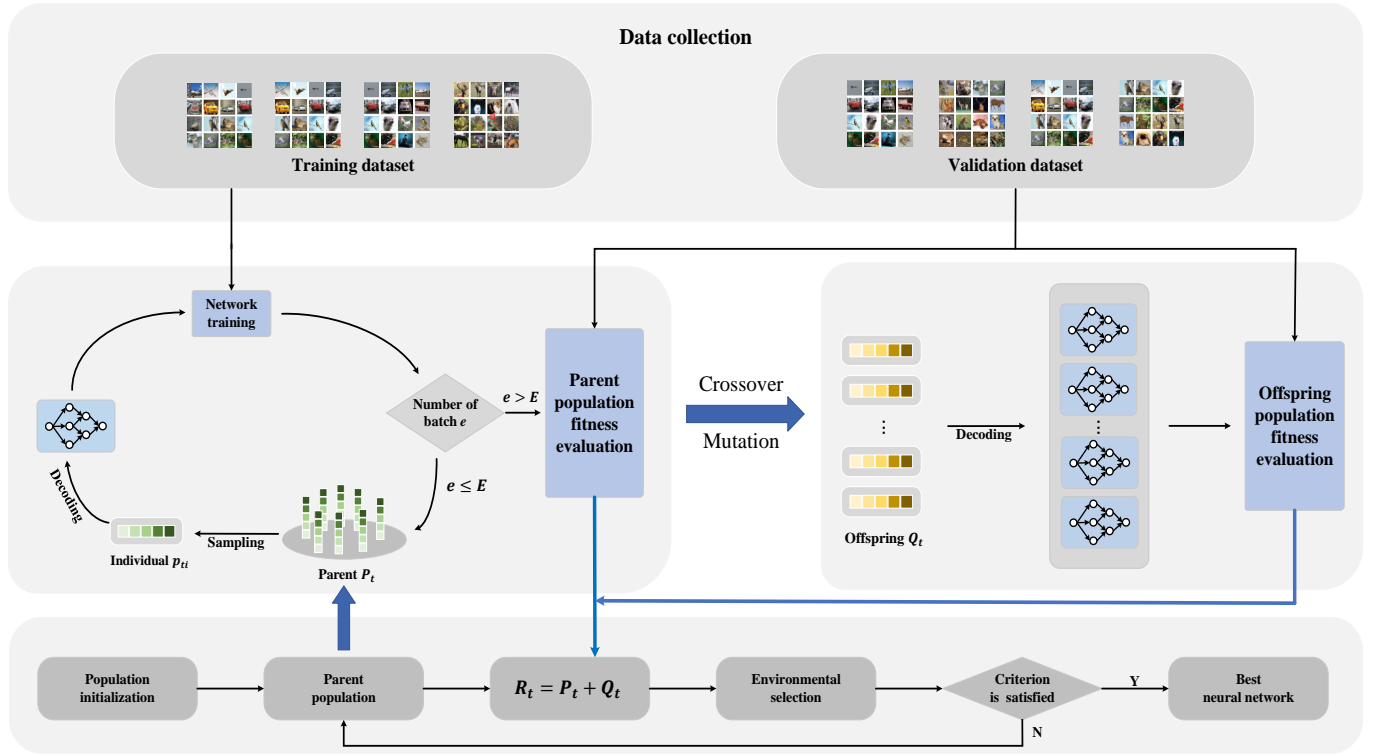 Data collection
Training dataset
Validation dataset
Network
training
Number of
batch e
e > E
e ≤ E
Parent
population
fitness
evaluation
Decoding
Individual p_{ti}
Sampling
Parent P_t
Crossover
Mutation
Offspring Q_t
Decoding
Offspring
population
fitness
evaluation
Population
initialization
Parent
population
R_t = P_t + Q_t
Environmental
selection
Criterion
is satisfied
Y
N
Best
neural network